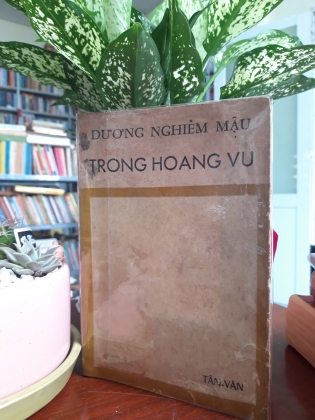 DƯƠNG NGHIỄM MẬU
TRONG HOANG VU
TÂN VĂN